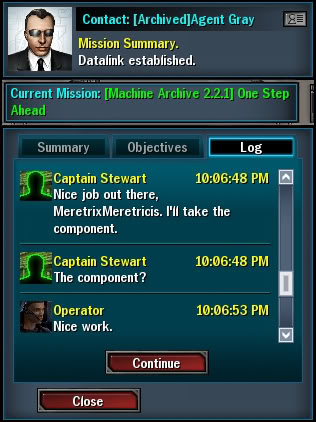 Contact: [Archived]Agent Gray
Mission Summary.
Datalink established.
Current Mission: [Machine Archive 2.2.1] One Step
Ahead
Summary Objectives Log
Captain Stewart 10:06:48 PM
Nice job out there,
MeretrixMeretricis. I'll take the
component.
Captain Stewart 10:06:48 PM
The component?
Operator 10:06:53 PM
Nice work.
Continue
Close